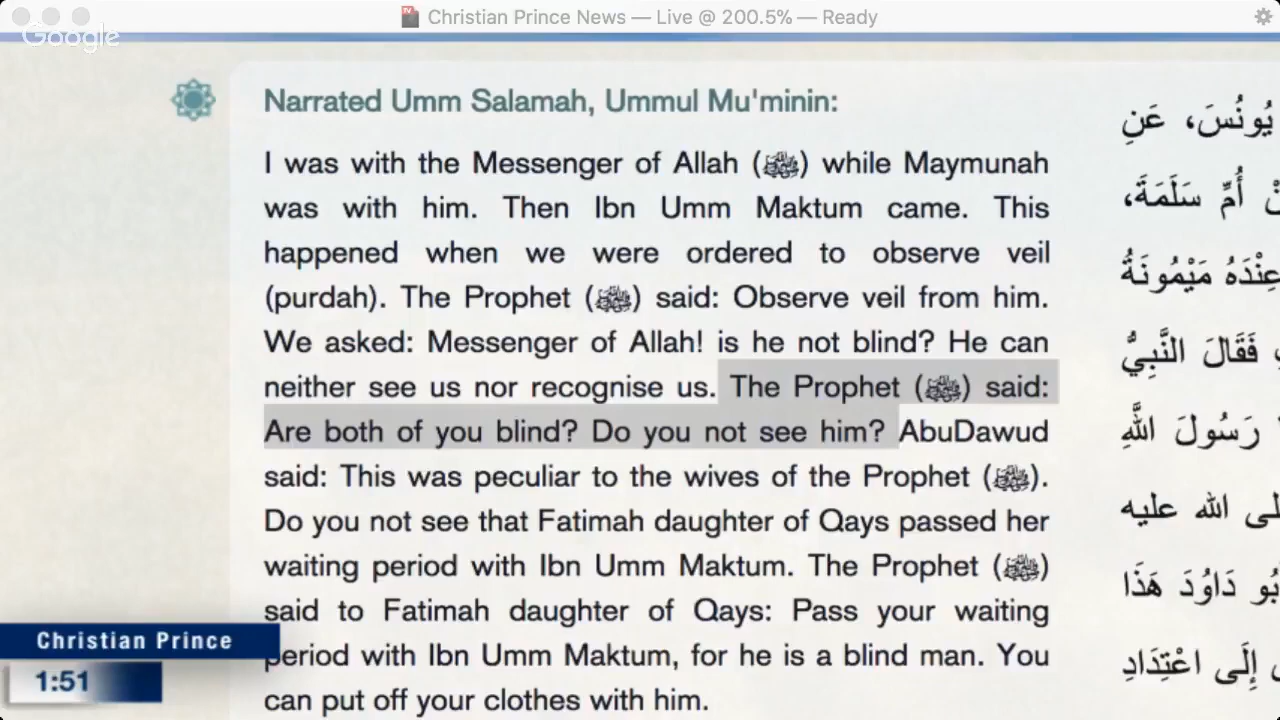 Christian Prince News — Live @ 200.5% — Ready
Google
TV
Narrated Umm Salamah, Ummul Mu'minin:
I was with the Messenger of Allah (ﷺ) while Maymunah
was with him. Then Ibn Umm Maktum came. This
happened when we were ordered to observe veil
(purdah). The Prophet (ﷺ) said: Observe veil from him.
We asked: Messenger of Allah! is he not blind? He can
neither see us nor recognise us. The Prophet (ﷺ) said:
Are both of you blind? Do you not see him? AbuDawud
said: This was peculiar to the wives of the Prophet (ﷺ).
Do you not see that Fatimah daughter of Qays passed her
waiting period with Ibn Umm Maktum. The Prophet (ﷺ)
said to Fatimah daughter of Qays: Pass your waiting
period with Ibn Umm Maktum, for he is a blind man. You
can put off your clothes with him.
يُونُسَ، عَنِ
أُمِّ سَلَمَةَ،
عِنْدَهُ مَيْمُونَةُ
فَقَالَ النَّبِيُّ
رَسُولَ اللَّهِ
الله عليه
دَاوُدَ هَذَا
إِلَى اعْتِدَادِ
Christian Prince
1:51